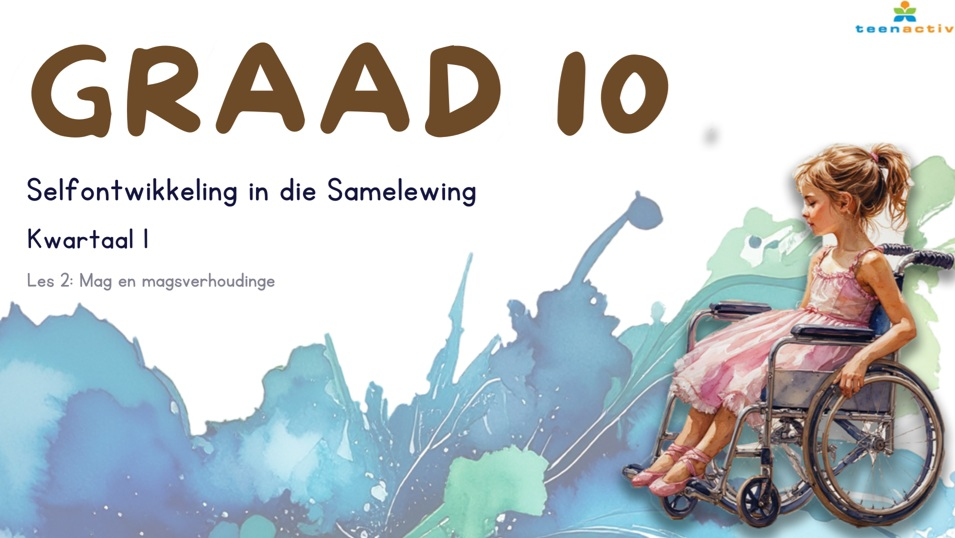 teenactiv
GRAAD 10
Selfontwikkeling in die Samelewing
Kwartaal 1
Les 2: Mag en magsverhoudinge